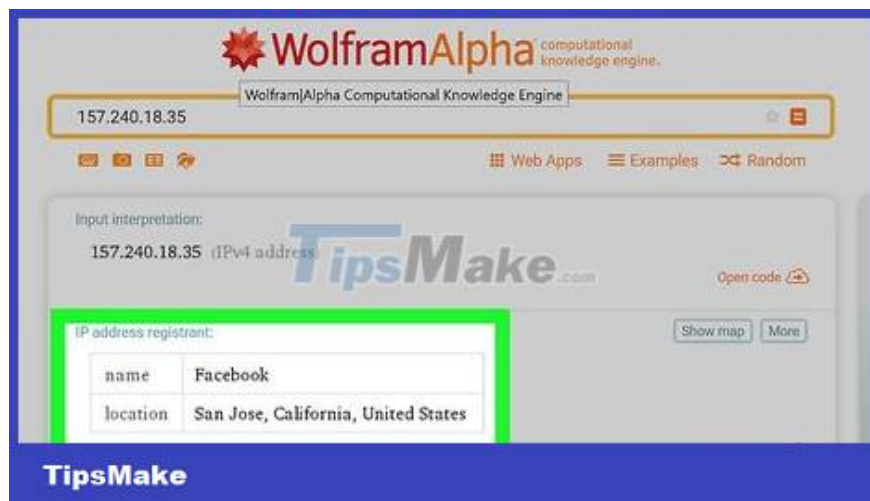 WolframAlpha computational knowledge engine.
Wolfram|Alpha Computational Knowledge Engine
157.240.18.35
Web Apps Examples Random
Input interpretation:
157.240.18.35 (IPv4 address)
TipsMake.com
Open code
IP address registrant:
Show map More
name Facebook
location San Jose, California, United States
TipsMake